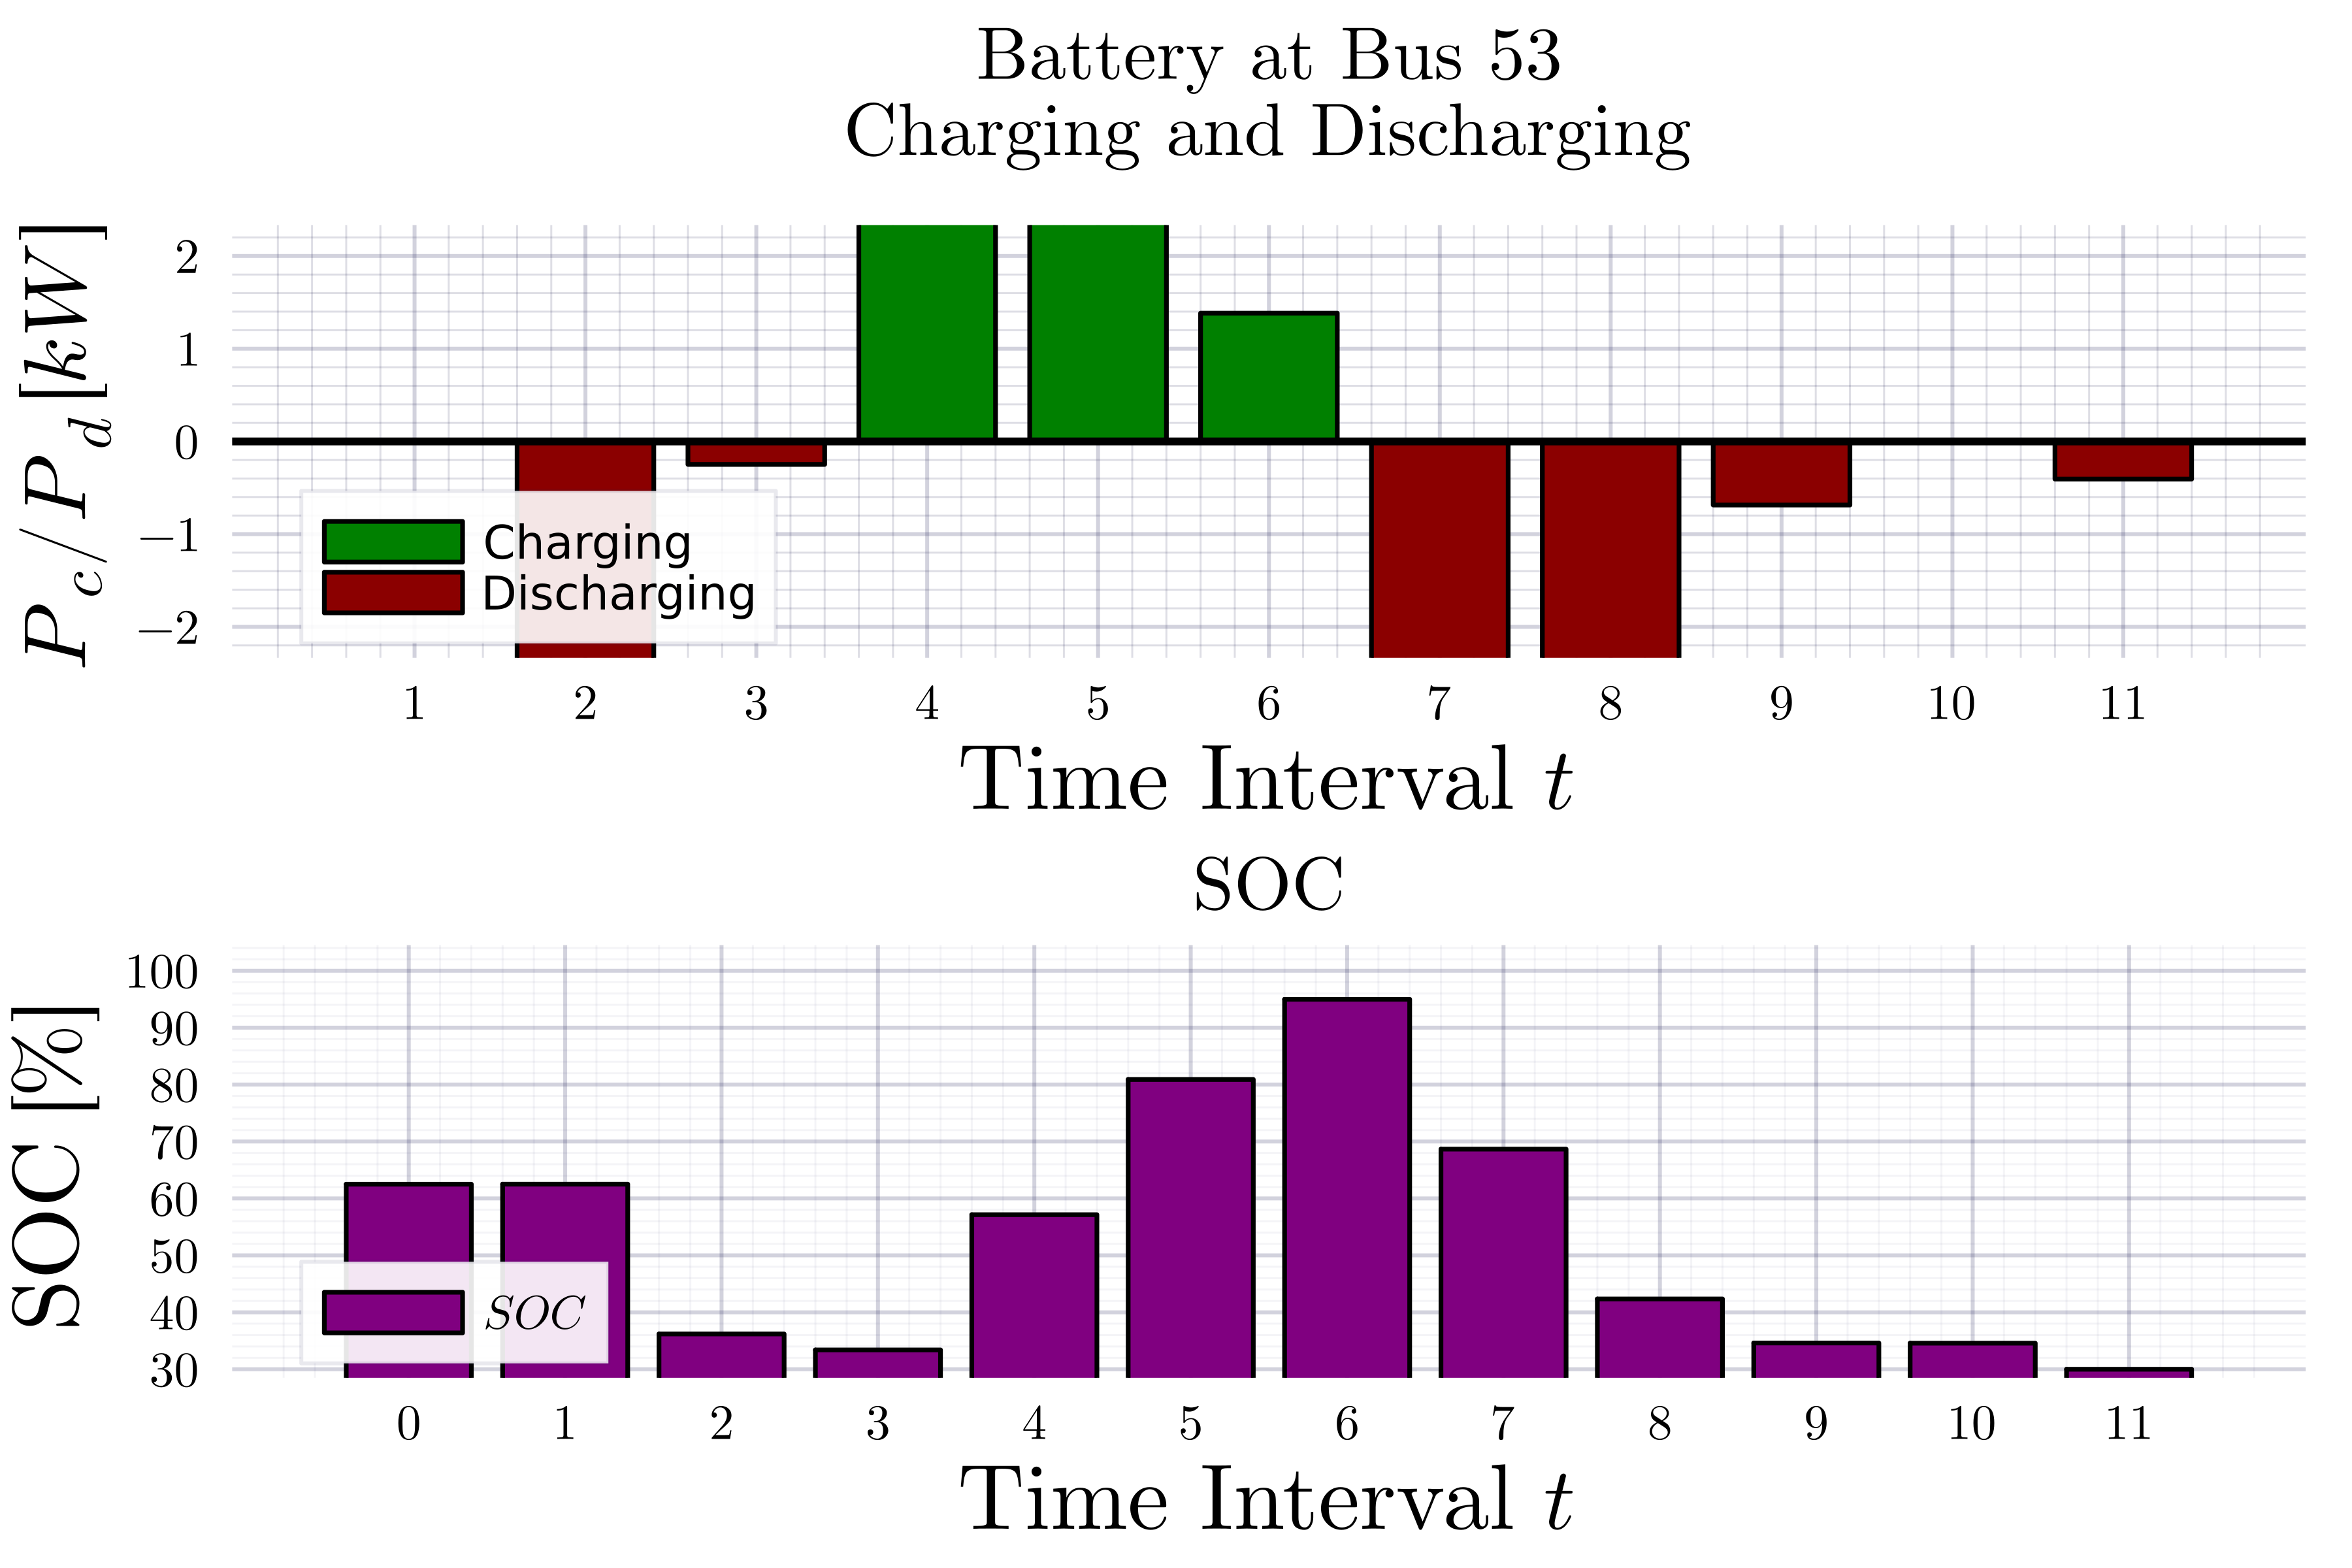 Battery at Bus 53
Charging and Discharging
P_c/P_d [kW]
2
1
0
−1
−2
Charging
Discharging
1 2 3 4 5 6 7 8 9 10 11
Time Interval t
SOC
SOC [%]
100
90
80
70
60
50
40
30
SOC
0 1 2 3 4 5 6 7 8 9 10 11
Time Interval t